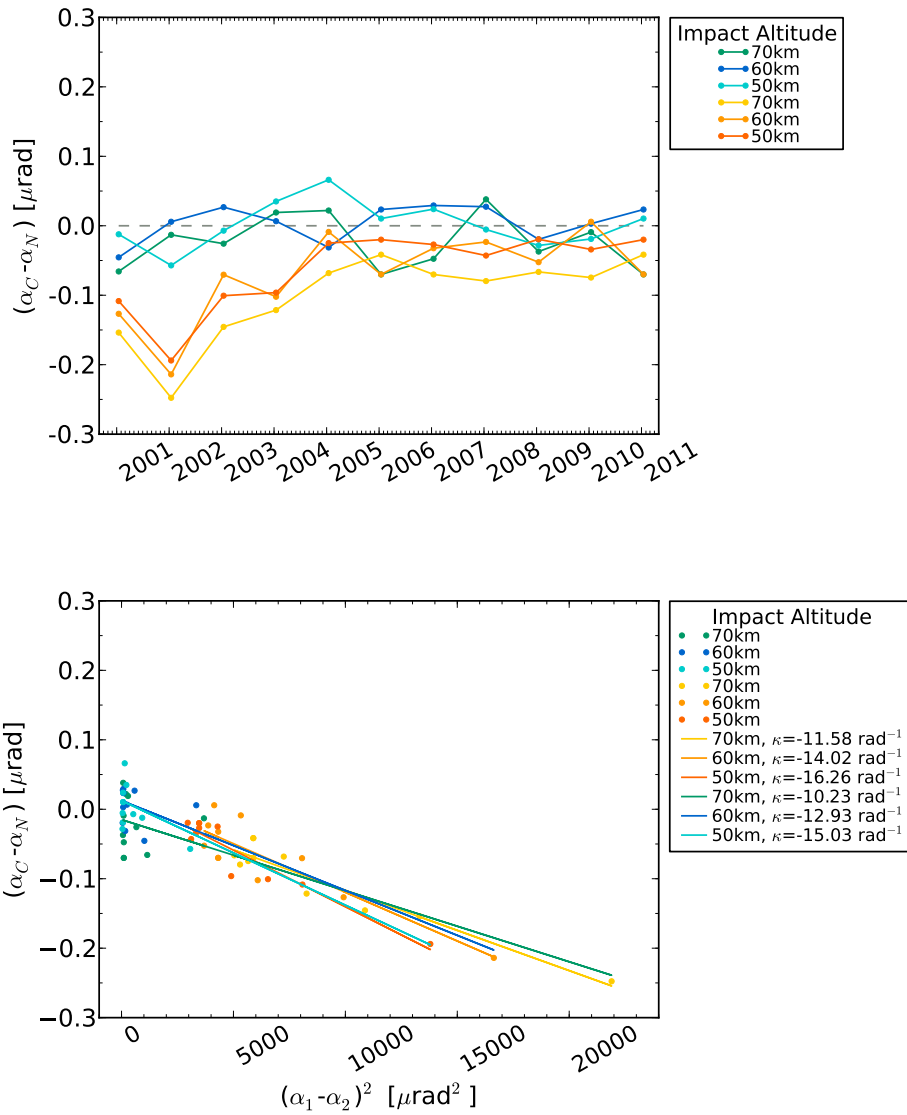 0.3
0.2
0.1
0.0
-0.1
-0.2
-0.3
(α_C-α_N) [μrad]
2001 2002 2003 2004 2005 2006 2007 2008 2009 2010 2011
Impact Altitude
70km
60km
50km
70km
60km
50km
0.3
0.2
0.1
0.0
−0.1
−0.2
−0.3
(α_C-α_N) [μrad]
0 5000 10000 15000 20000
(α₁-α₂)² [μrad²]
Impact Altitude
70km
60km
50km
70km
60km
50km
70km, κ=-11.58 rad⁻¹
60km, κ=-14.02 rad⁻¹
50km, κ=-16.26 rad⁻¹
70km, κ=-10.23 rad⁻¹
60km, κ=-12.93 rad⁻¹
50km, κ=-15.03 rad⁻¹